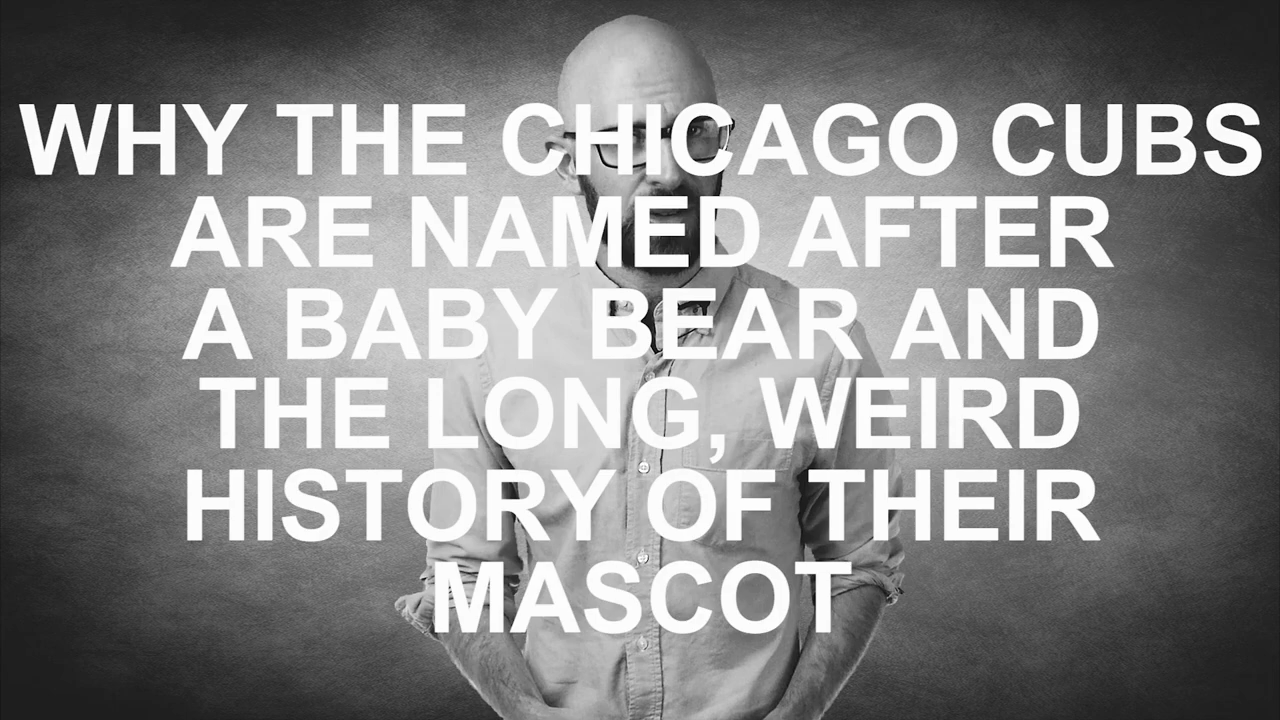 WHY THE CHICAGO CUBS
ARE NAMED AFTER
A BABY BEAR AND
THE LONG, WEIRD
HISTORY OF THEIR
MASCOT